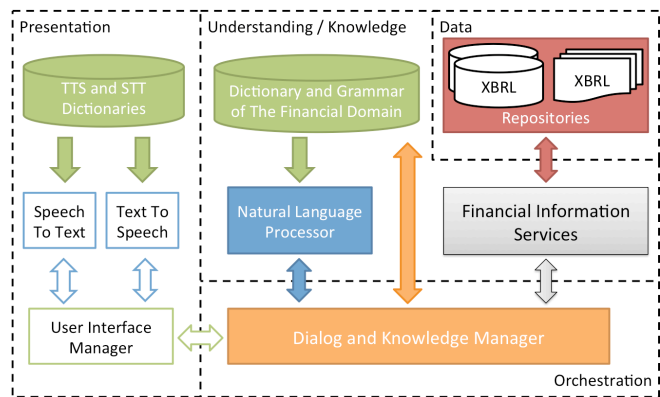 Presentation
Understanding / Knowledge
Data
TTS and STT
Dictionaries
Dictionary and Grammar
of The Financial Domain
XBRL
XBRL
Repositories
Speech
To Text
Text To
Speech
Natural Language
Processor
Financial Information
Services
User Interface
Manager
Dialog and Knowledge Manager
Orchestration